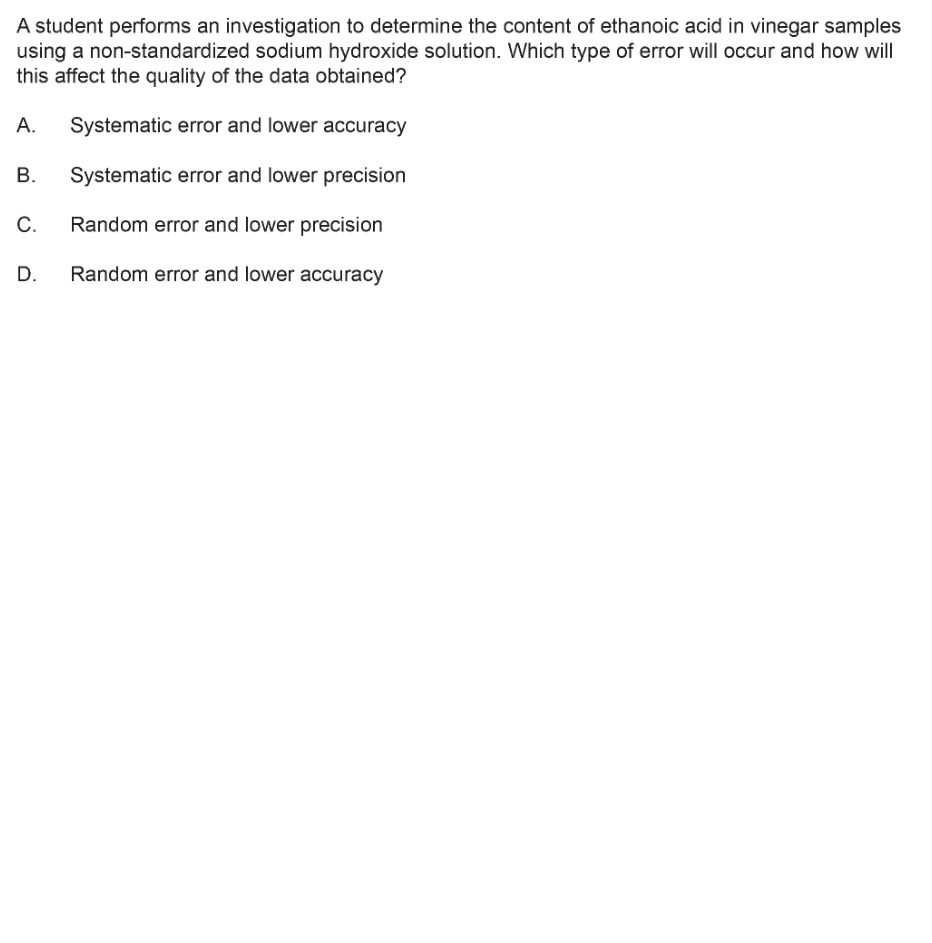 A student performs an investigation to determine the content of ethanoic acid in vinegar samples
using a non-standardized sodium hydroxide solution. Which type of error will occur and how will
this affect the quality of the data obtained?
A. Systematic error and lower accuracy
B. Systematic error and lower precision
C. Random error and lower precision
D. Random error and lower accuracy